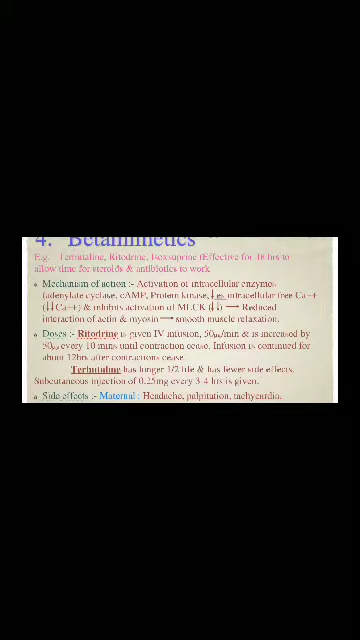 4. Betamimetics
E.g. Terbutaline, Ritodrine, Isoxsuprine (Effective for 48 hrs to
allow time for steroids & antibiotics to work
Mechanism of action :- Activation of intracellular enzymes
(adenylate cyclase, cAMP, Protein kinase, ↓es intracellular free Ca++
(↓↓Ca++) & inhibits activation of MLCK (↓↓) → Reduced
interaction of actin & myosin → smooth muscle relaxation.
Doses :- Ritodrine is given IV infusion, 50µg/min & is increased by
50µg every 10 mins until contraction cease. Infusion is continued for
about 12hrs after contractions cease.
Terbutaline has longer 1/2 life & has fewer side effects.
Subcutaneous injection of 0.25mg every 3-4 hrs is given.
Side effects :- Maternal : Headache, palpitation, tachycardia,